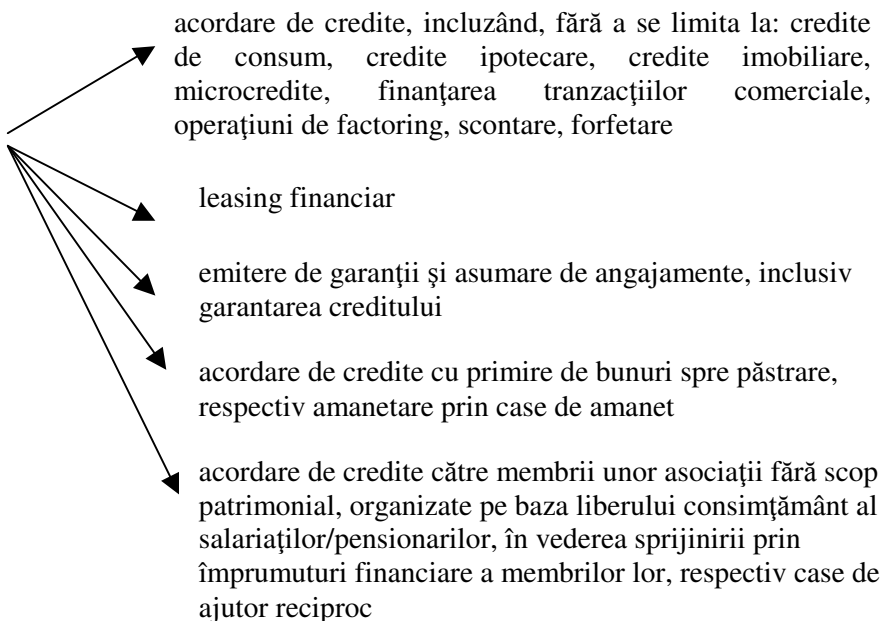 acordare de credite, incluzând, fără a se limita la: credite
de consum, credite ipotecare, credite imobiliare,
microcredite, finanţarea tranzacţiilor comerciale,
operaţiuni de factoring, scontare, forfetare
leasing financiar
emitere de garanţii şi asumare de angajamente, inclusiv
garantarea creditului
acordare de credite cu primire de bunuri spre păstrare,
respectiv amanetare prin case de amanet
acordare de credite către membrii unor asociaţii fără scop
patrimonial, organizate pe baza liberului consimţământ al
salariaţilor/pensionarilor, în vederea sprijinirii prin
împrumuturi financiare a membrilor lor, respectiv case de
ajutor reciproc